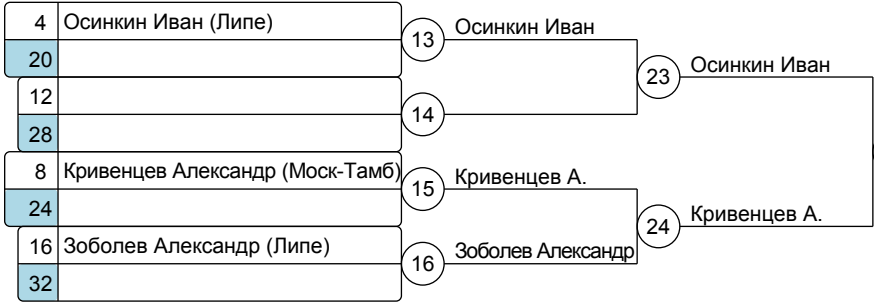 4 Осинкин Иван (Липе)
20
13 Осинкин Иван
12
28
14
23 Осинкин Иван
8 Кривенцев Александр (Моск-Тамб)
24
15 Кривенцев А.
16 Зоболев Александр (Липе)
32
16 Зоболев Александр
24 Кривенцев А.